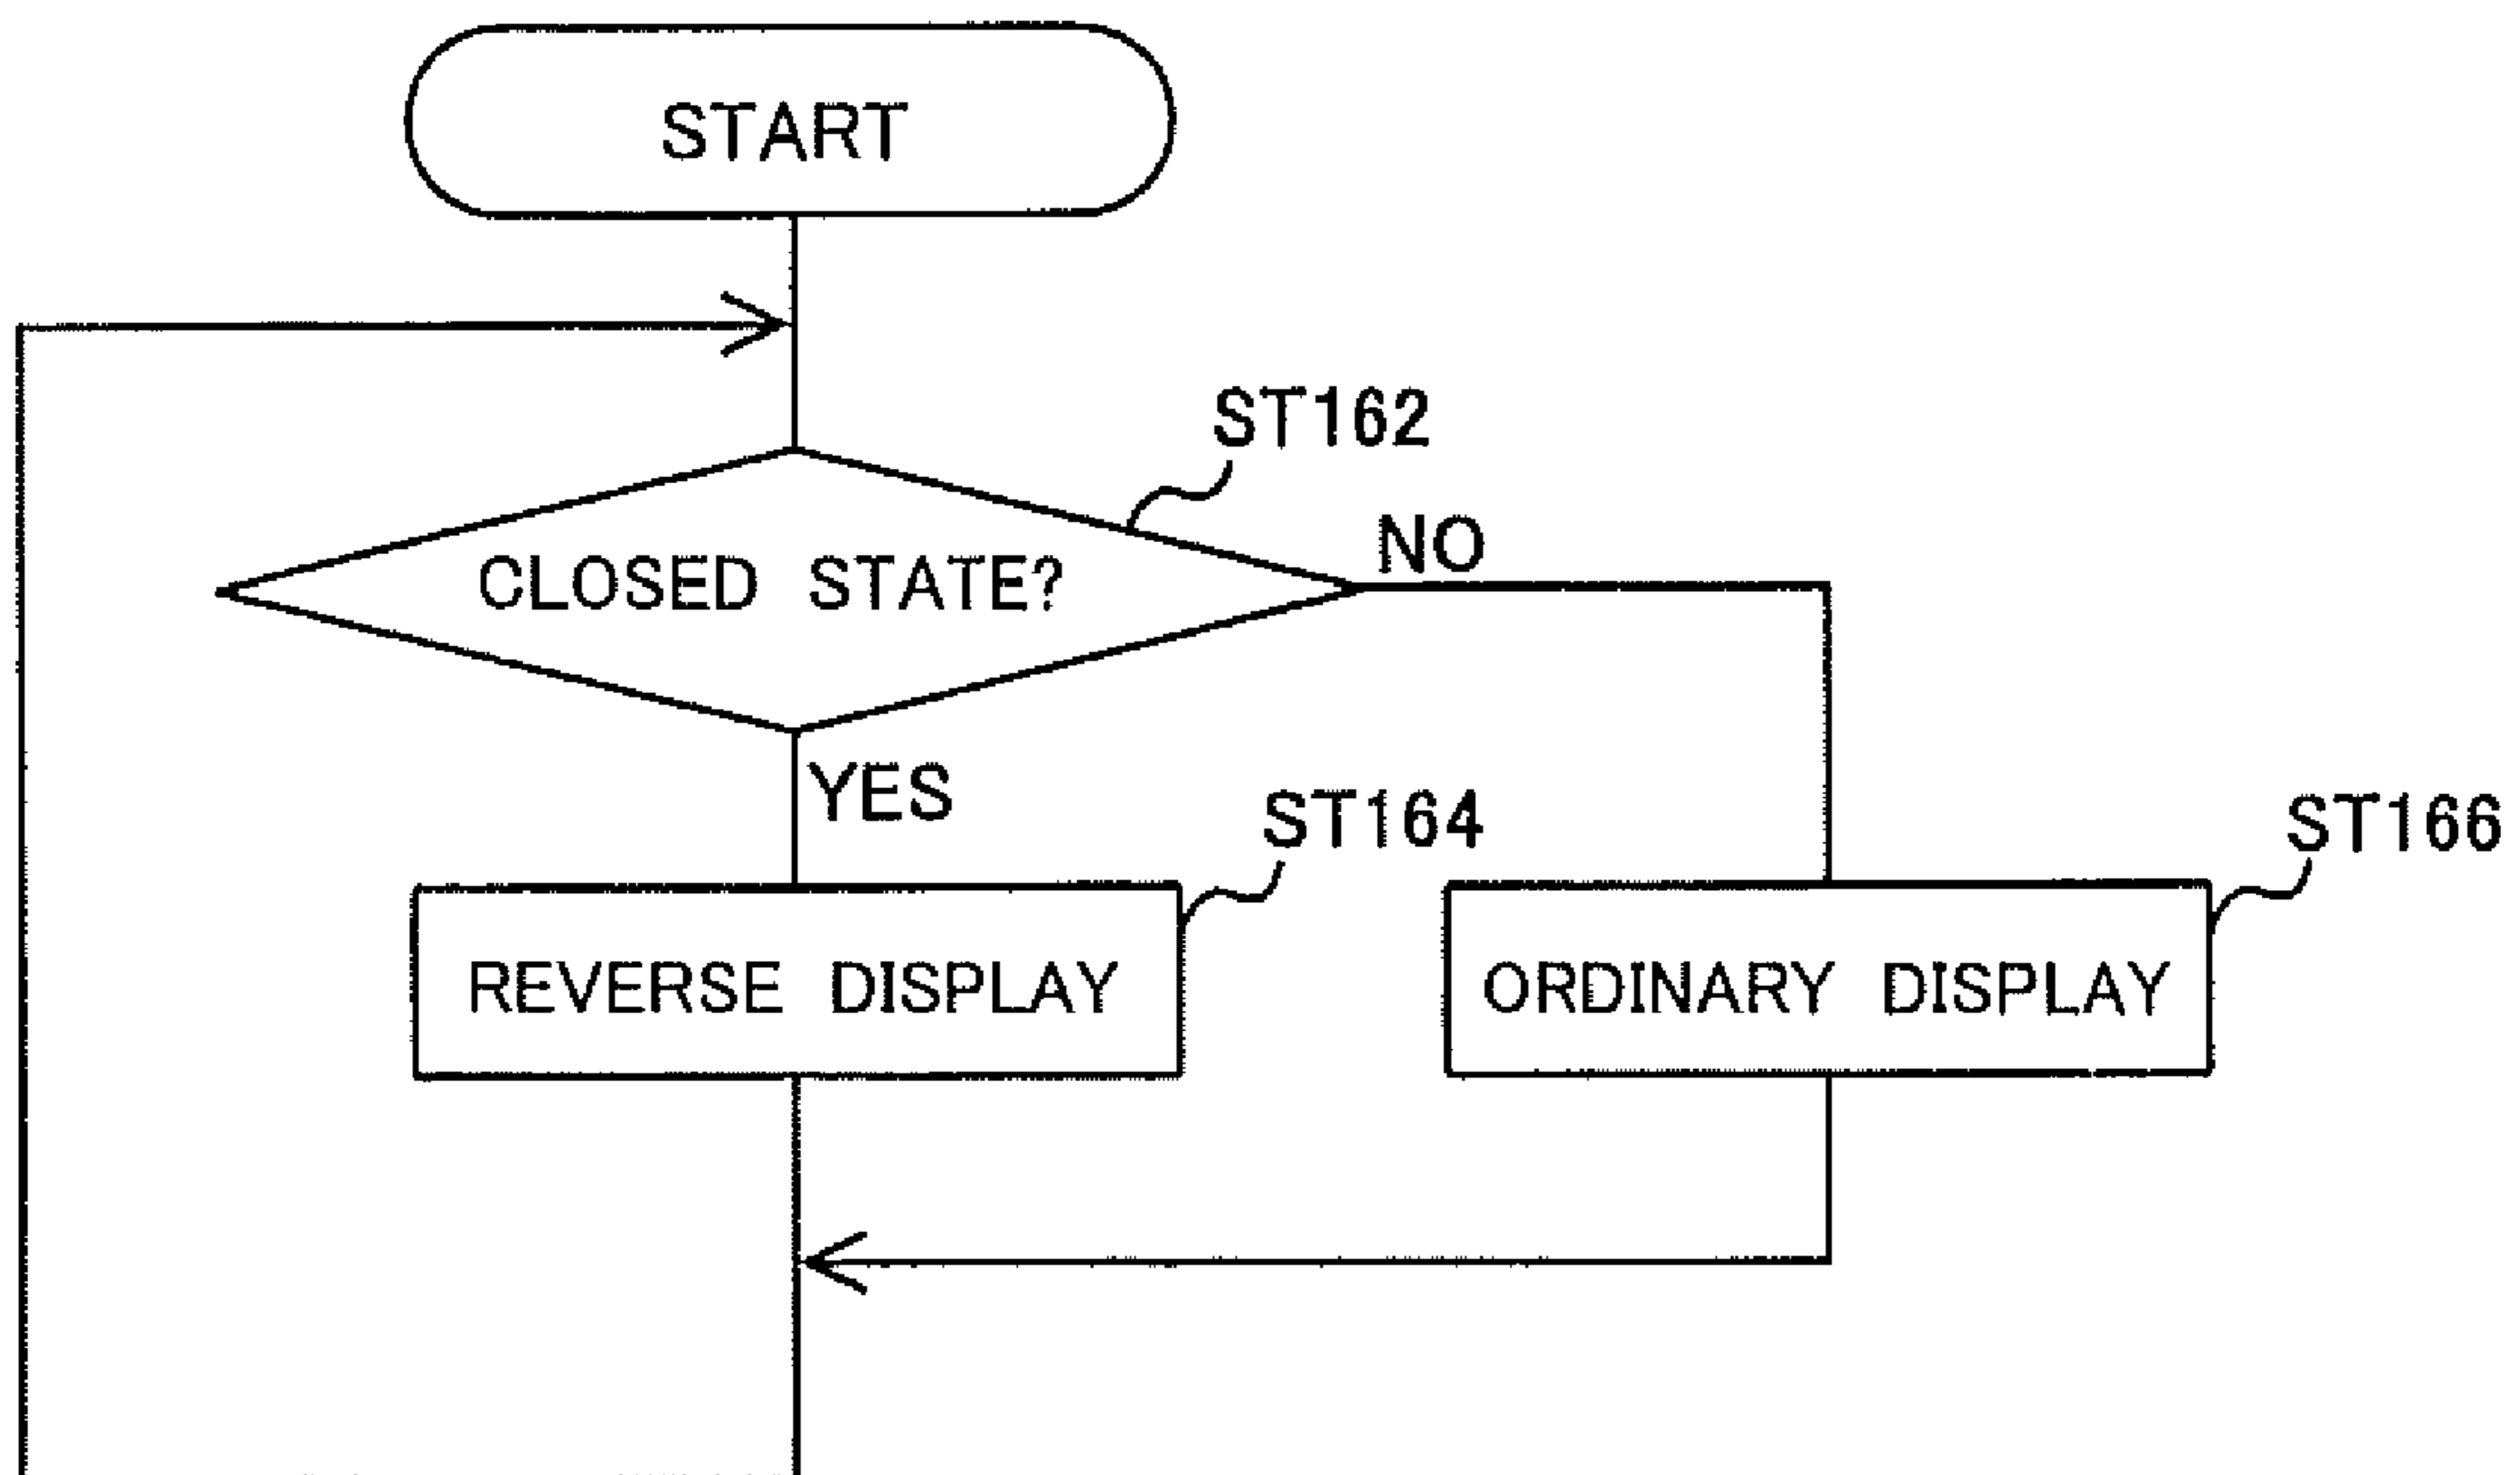 START
ST162
NO
CLOSED STATE?
YES
ST164
ST166
REVERSE DISPLAY
ORDINARY DISPLAY